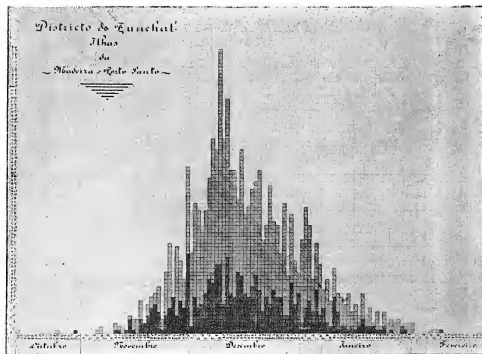 Districto do Funchal
Ilhas
da
Madeira e Porto Santo
Outubro Novembro Dezembro Janeiro Fevereiro